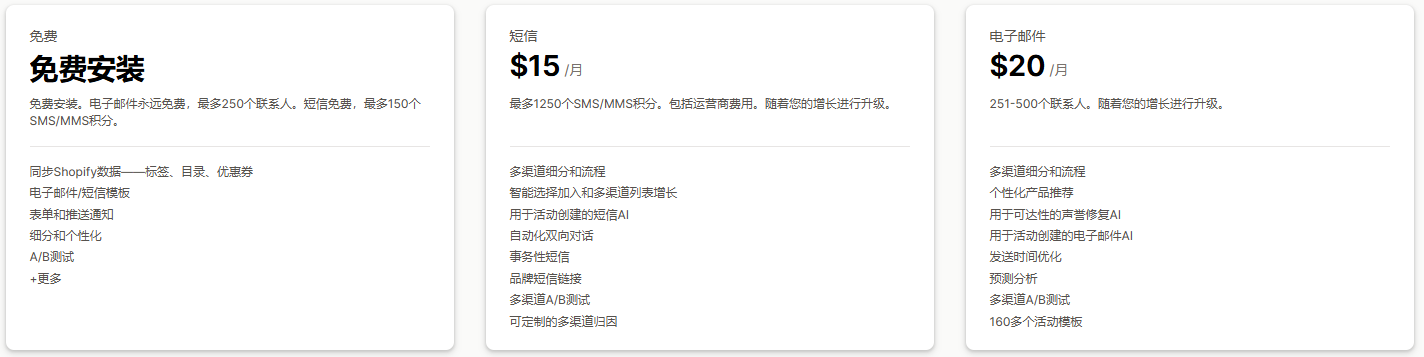 免费
免费安装
免费安装。电子邮件永远免费，最多250个联系人。短信免费，最多150个
SMS/MMS积分。
同步Shopify数据——标签、目录、优惠券
电子邮件/短信模板
表单和推送通知
细分和个性化
A/B测试
+更多
短信
$15 /月
最多1250个SMS/MMS积分。包括运营商费用。随着您的增长进行升级。
多渠道细分和流程
智能选择加入和多渠道列表增长
用于活动创建的短信AI
自动化双向对话
事务性短信
品牌短信链接
多渠道A/B测试
可定制的多渠道归因
电子邮件
$20 /月
251-500个联系人。随着您的增长进行升级。
多渠道细分和流程
个性化产品推荐
用于可达性的声誉修复AI
用于活动创建的电子邮件AI
发送时间优化
预测分析
多渠道A/B测试
160多个活动模板